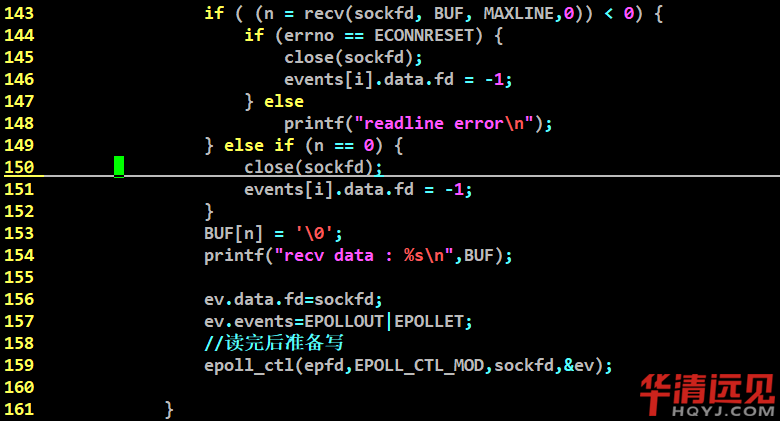 143                 if ( (n = recv(sockfd, BUF, MAXLINE,0)) < 0) {
144                     if (errno == ECONNRESET) {
145                         close(sockfd);
146                         events[i].data.fd = -1;
147                     } else
148                         printf("readline error\n");
149                 } else if (n == 0) {
150                     close(sockfd);
151                     events[i].data.fd = -1;
152                 }
153                 BUF[n] = '\0';
154                 printf("recv data : %s\n",BUF);
155
156                 ev.data.fd=sockfd;
157                 ev.events=EPOLLOUT|EPOLLET;
158                 //读完后准备写
159                 epoll_ctl(epfd,EPOLL_CTL_MOD,sockfd,&ev);
160
161             }
华清远见
HQYJ.COM